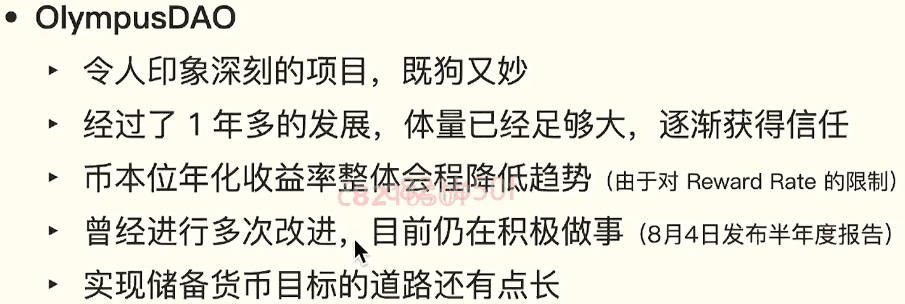 • OlympusDAO
‣ 令人印象深刻的项目，既狗又妙
‣ 经过了 1 年多的发展，体量已经足够大，逐渐获得信任
‣ 币本位年化收益率整体会程降低趋势（由于对 Reward Rate 的限制）
‣ 曾经进行多次改进，目前仍在积极做事（8月4日发布半年度报告）
‣ 实现储备货币目标的道路还有点长